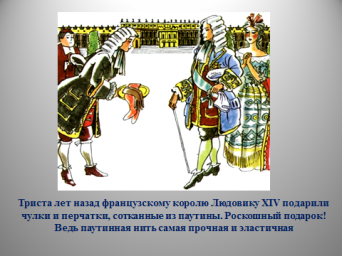 Триста лет назад французскому королю Людовику XIV подарили
чулки и перчатки, сотканные из паутины. Роскошный подарок!
Ведь паутинная нить самая прочная и эластичная